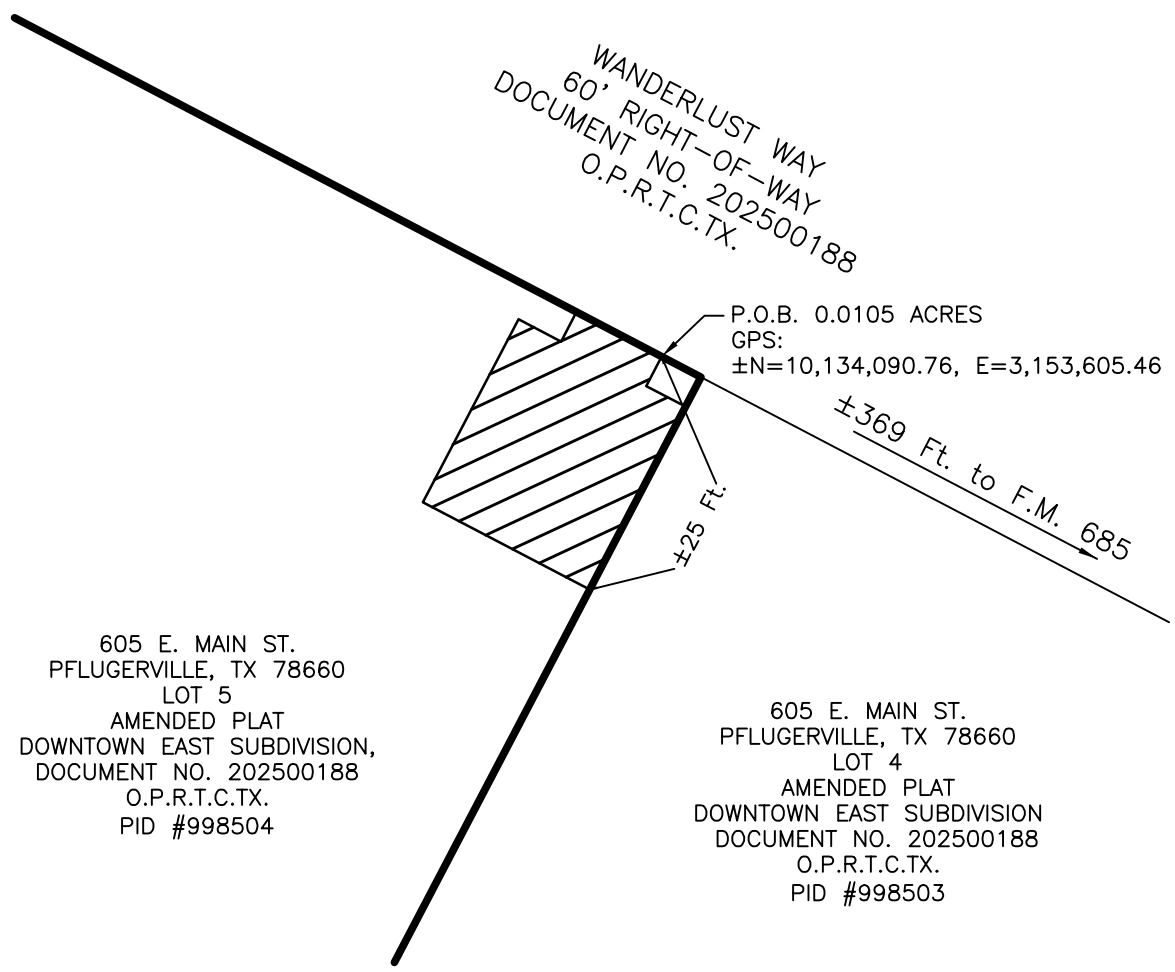 WANDERLUST WAY
60' RIGHT-OF-WAY
DOCUMENT NO. 202500188
O.P.R.T.C.TX.
P.O.B. 0.0105 ACRES
GPS:
±N=10,134,090.76, E=3,153,605.46
±369 Ft. to F.M. 685
±25 Ft.
605 E. MAIN ST.
PFLUGERVILLE, TX 78660
LOT 5
AMENDED PLAT
DOWNTOWN EAST SUBDIVISION,
DOCUMENT NO. 202500188
O.P.R.T.C.TX.
PID #998504
605 E. MAIN ST.
PFLUGERVILLE, TX 78660
LOT 4
AMENDED PLAT
DOWNTOWN EAST SUBDIVISION
DOCUMENT NO. 202500188
O.P.R.T.C.TX.
PID #998503